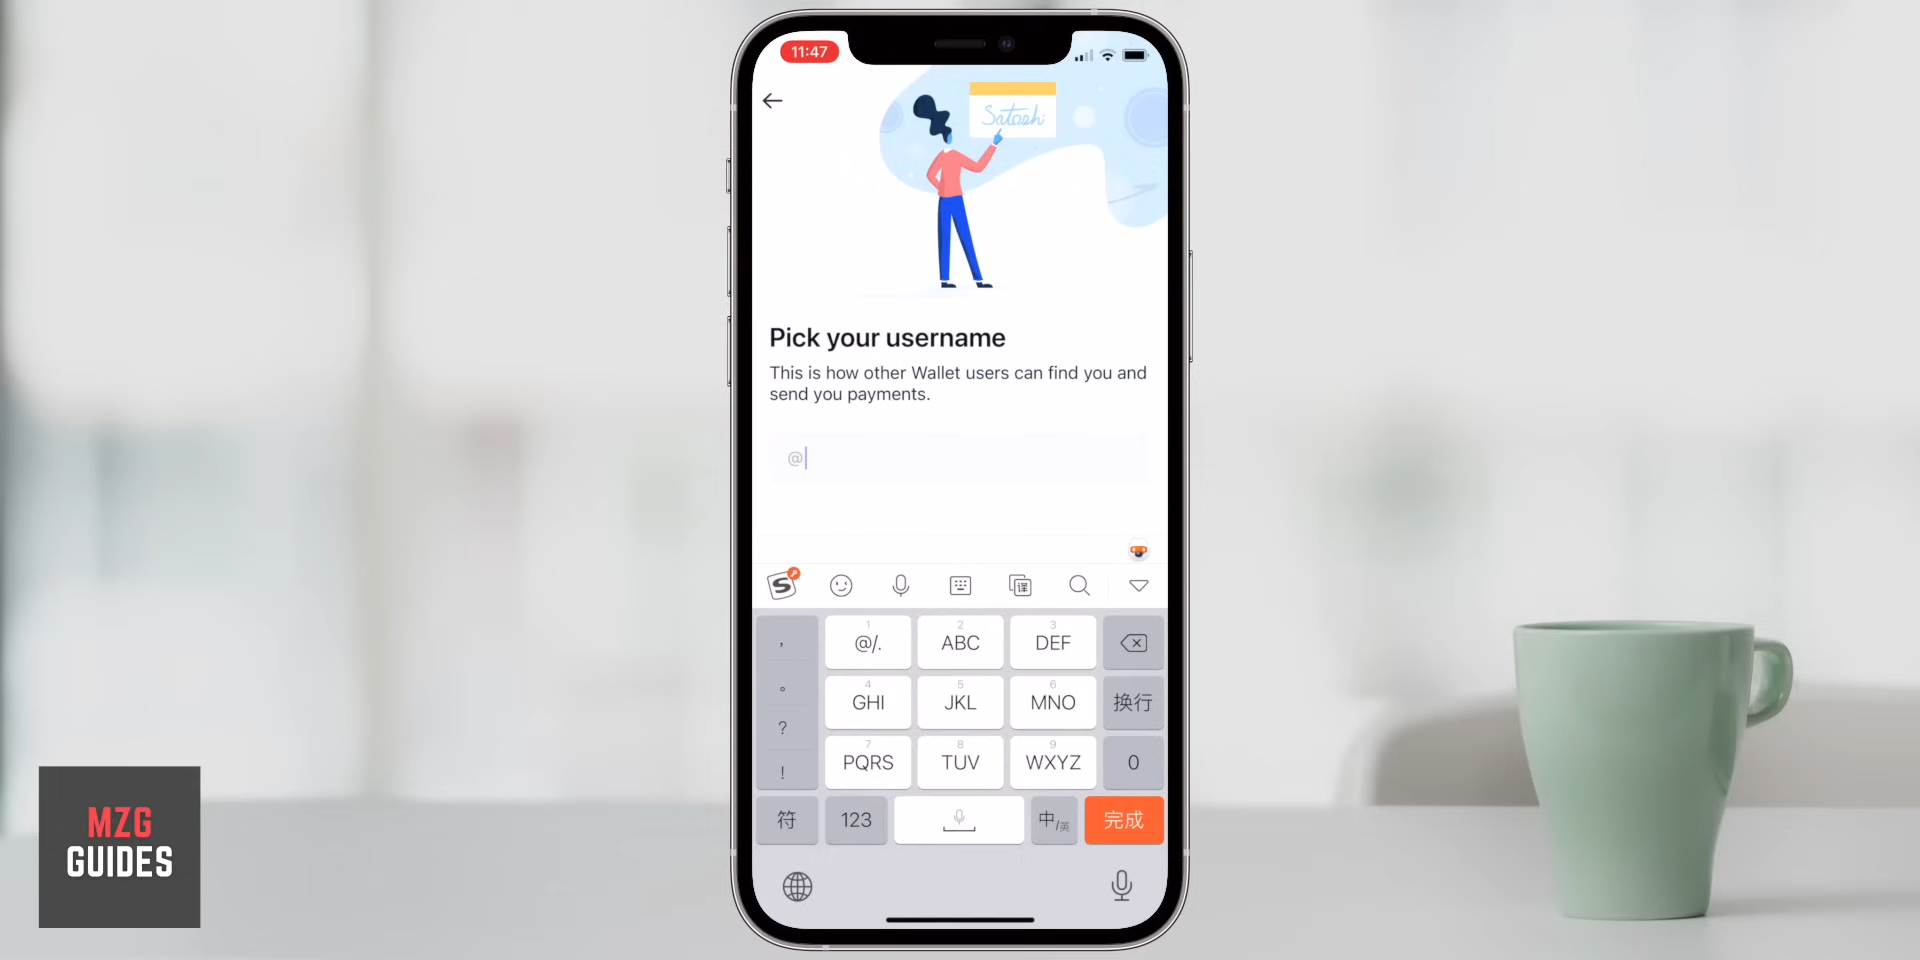 11:47
Satoshi
Pick your username
This is how other Wallet users can find you and
send you payments.
@
S
译
,
1
@/.
2
ABC
3
DEF
。
4
GHI
5
JKL
6
MNO
换行
?
7
PQRS
8
TUV
9
WXYZ
0
!
符
123
中/英
完成
MZG
GUIDES